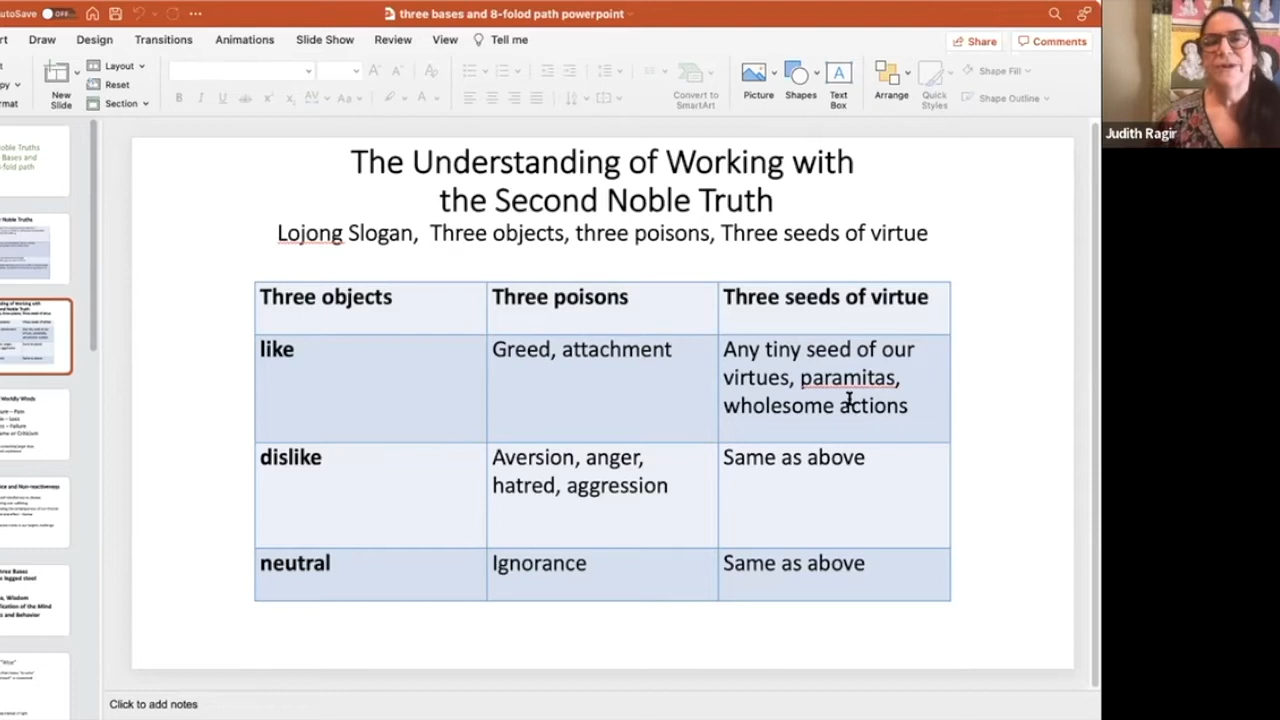 utoSave OFF
three bases and 8-folod path powerpoint
rt Draw Design Transitions Animations Slide Show Review View Tell me
Share Comments
New Slide
Layout
Reset
Section
Convert to SmartArt
Picture
Shapes
Text Box
Arrange
Quick Styles
Shape Fill
Shape Outline
Judith Ragir
The Understanding of Working with
the Second Noble Truth
Lojong Slogan, Three objects, three poisons, Three seeds of virtue
Three objects Three poisons Three seeds of virtue
like Greed, attachment Any tiny seed of our
virtues, paramitas,
wholesome actions
dislike Aversion, anger, Same as above
hatred, aggression
neutral Ignorance Same as above
Click to add notes